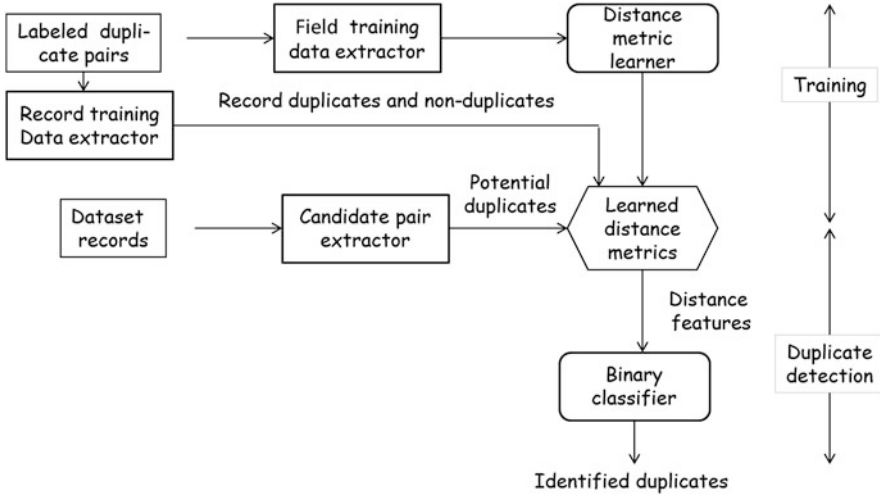 Labeled dupli-
cate pairs
Field training
data extractor
Distance
metric
learner
Training
Record training
Data extractor
Record duplicates and non-duplicates
Dataset
records
Candidate pair
extractor
Potential
duplicates
Learned
distance
metrics
Distance
features
Duplicate
detection
Binary
classifier
Identified duplicates